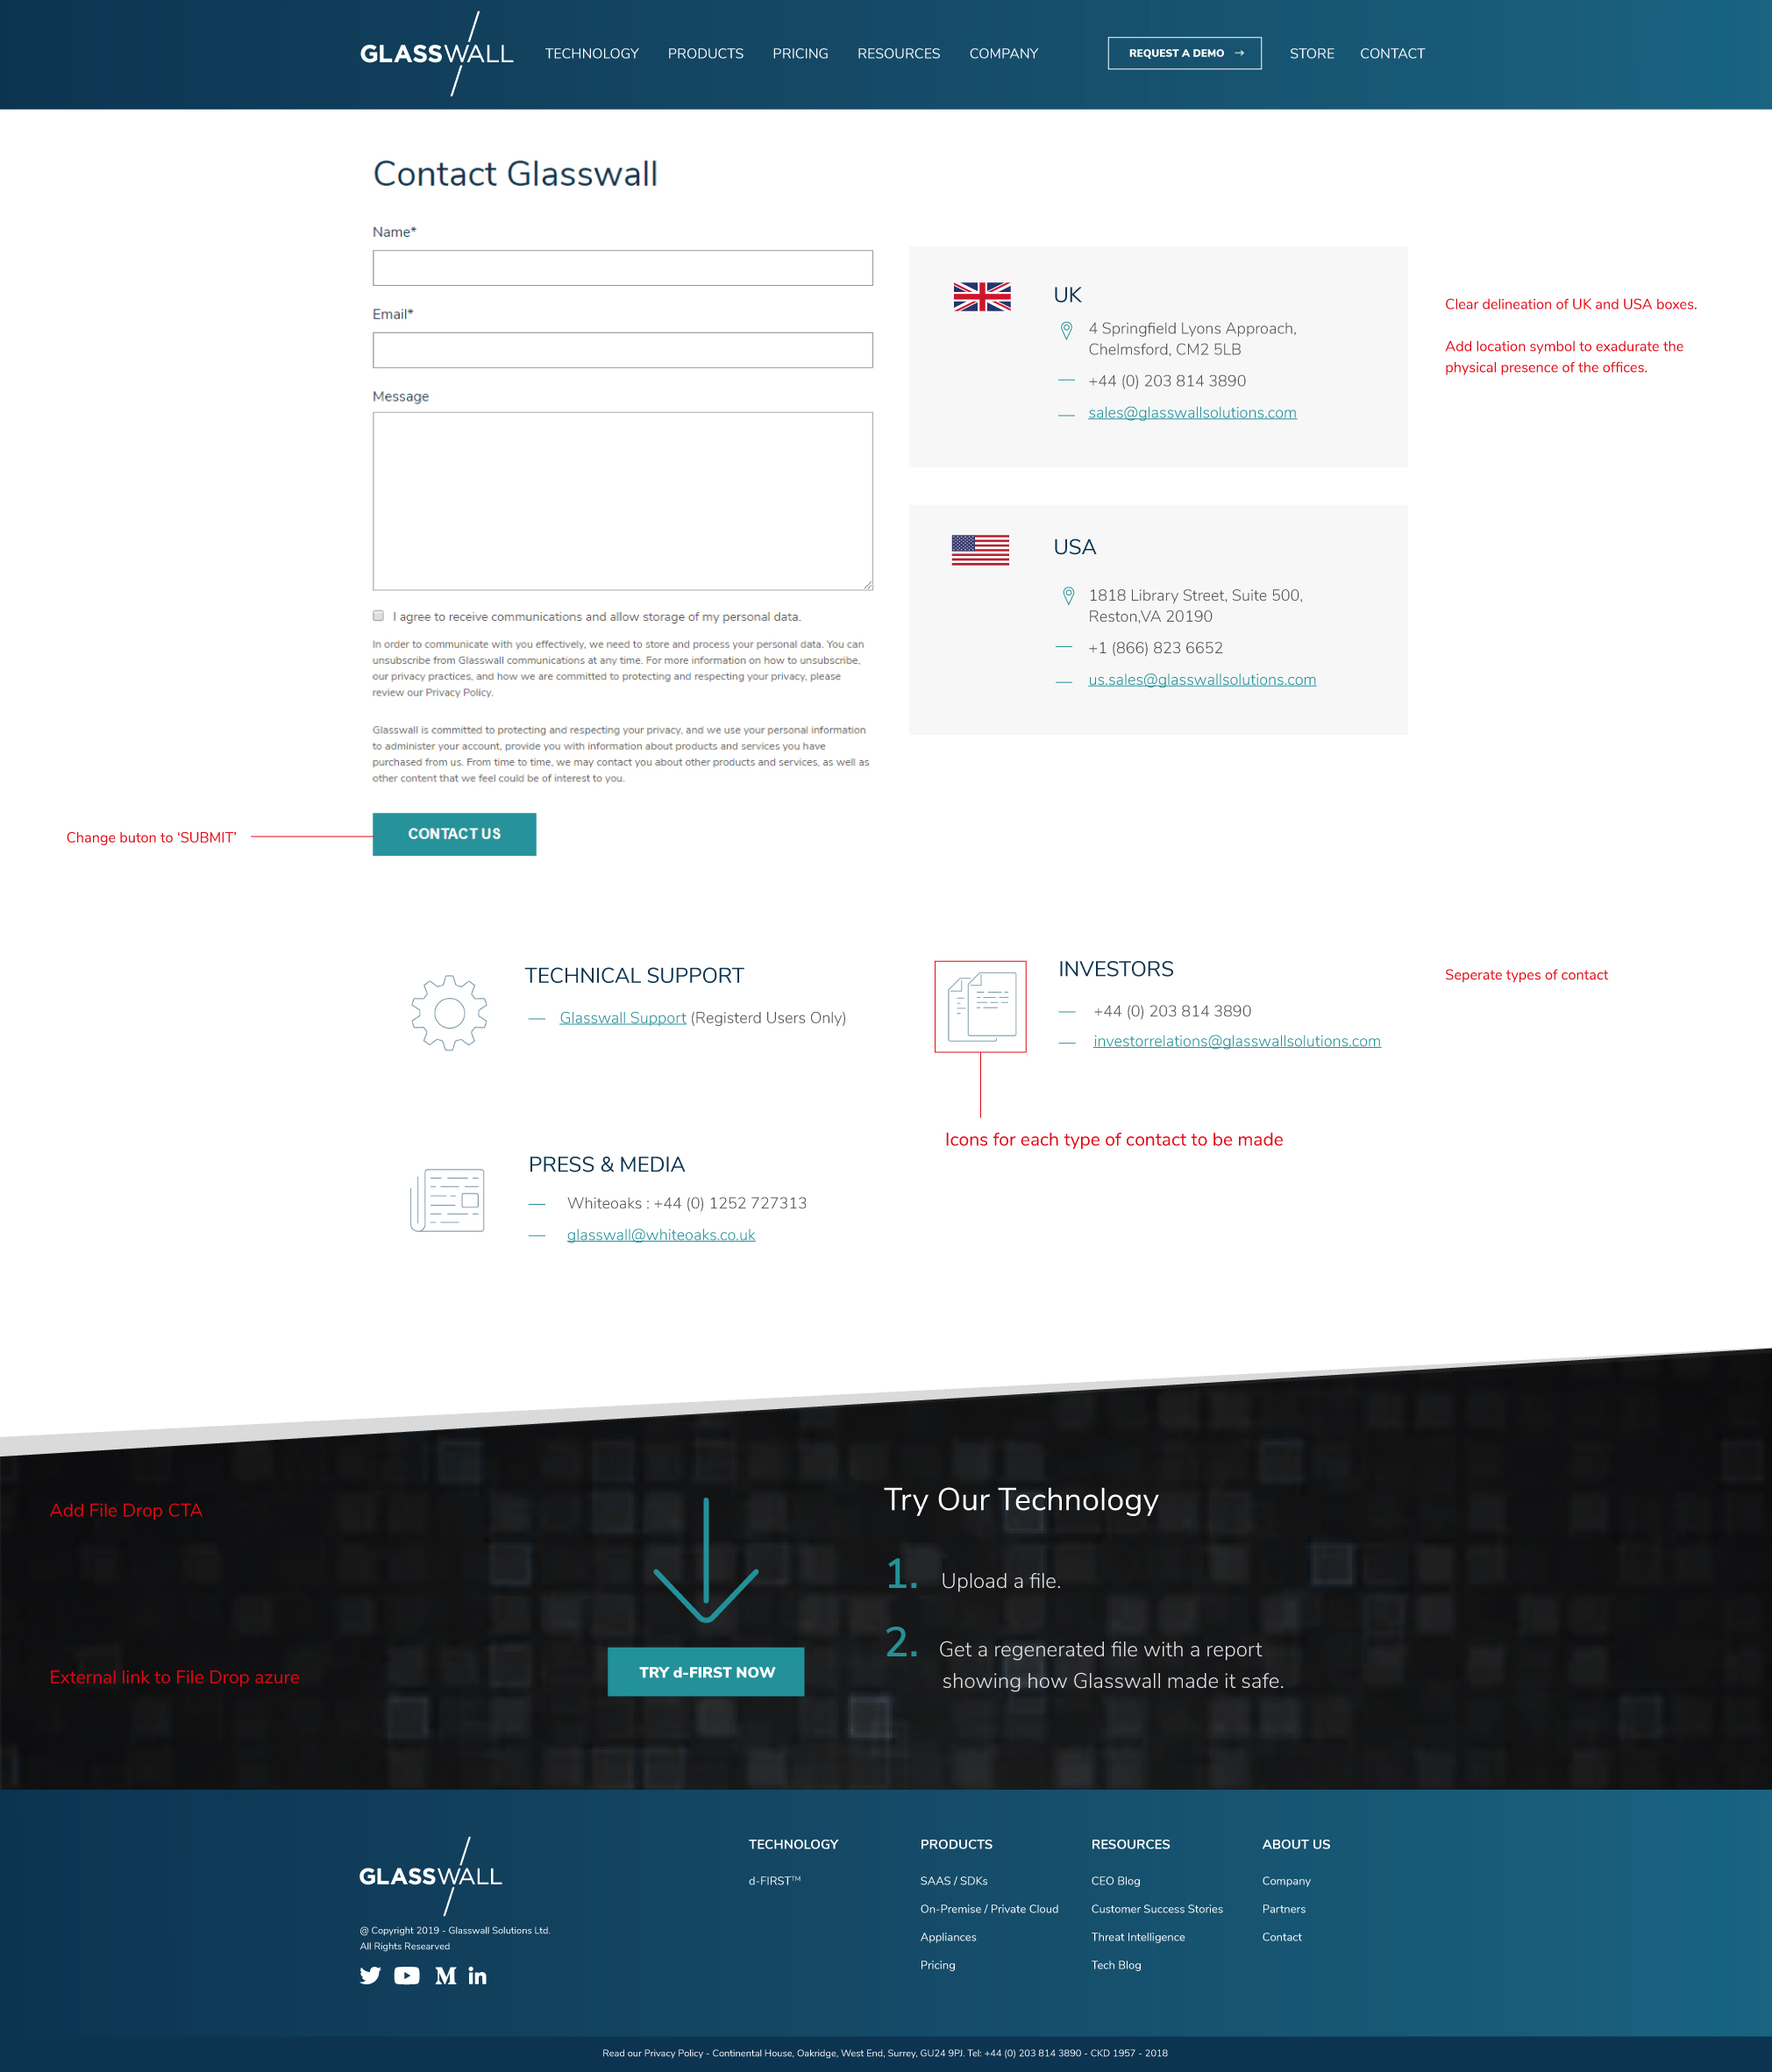 GLASSWALL
TECHNOLOGY
PRODUCTS
PRICING
RESOURCES
COMPANY
REQUEST A DEMO →
STORE
CONTACT
Contact Glasswall
Name*
Email*
Message
I agree to receive communications and allow storage of my personal data.
In order to communicate with you effectively, we need to store and process your personal data. You can
unsubscribe from Glasswall communications at any time. For more information on how to unsubscribe,
our privacy practices, and how we are committed to protecting and respecting your privacy, please
review our Privacy Policy.
Glasswall is committed to protecting and respecting your privacy, and we use your personal information
to administer your account, provide you with information about products and services you have
purchased from us. From time to time, we may contact you about other products and services, as well as
other content that we feel could be of interest to you.
Change buton to ‘SUBMIT’
CONTACT US
UK
4 Springfield Lyons Approach,
Chelmsford, CM2 5LB
— +44 (0) 203 814 3890
— sales@glasswallsolutions.com
Clear delineation of UK and USA boxes.
Add location symbol to exadurate the
physical presence of the offices.
USA
1818 Library Street, Suite 500,
Reston,VA 20190
— +1 (866) 823 6652
— us.sales@glasswallsolutions.com
TECHNICAL SUPPORT
— Glasswall Support (Registerd Users Only)
INVESTORS
— +44 (0) 203 814 3890
— investorrelations@glasswallsolutions.com
Seperate types of contact
Icons for each type of contact to be made
PRESS & MEDIA
— Whiteoaks : +44 (0) 1252 727313
— glasswall@whiteoaks.co.uk
Add File Drop CTA
External link to File Drop azure
TRY d-FIRST NOW
Try Our Technology
1. Upload a file.
2. Get a regenerated file with a report
showing how Glasswall made it safe.
GLASSWALL
@ Copyright 2019 - Glasswall Solutions Ltd.
All Rights Researved
TECHNOLOGY
d-FIRST™
PRODUCTS
SAAS / SDKs
On-Premise / Private Cloud
Appliances
Pricing
RESOURCES
CEO Blog
Customer Success Stories
Threat Intelligence
Tech Blog
ABOUT US
Company
Partners
Contact
Read our Privacy Policy - Continental House, Oakridge, West End, Surrey, GU24 9PJ. Tel: +44 (0) 203 814 3890 - CKD 1957 - 2018